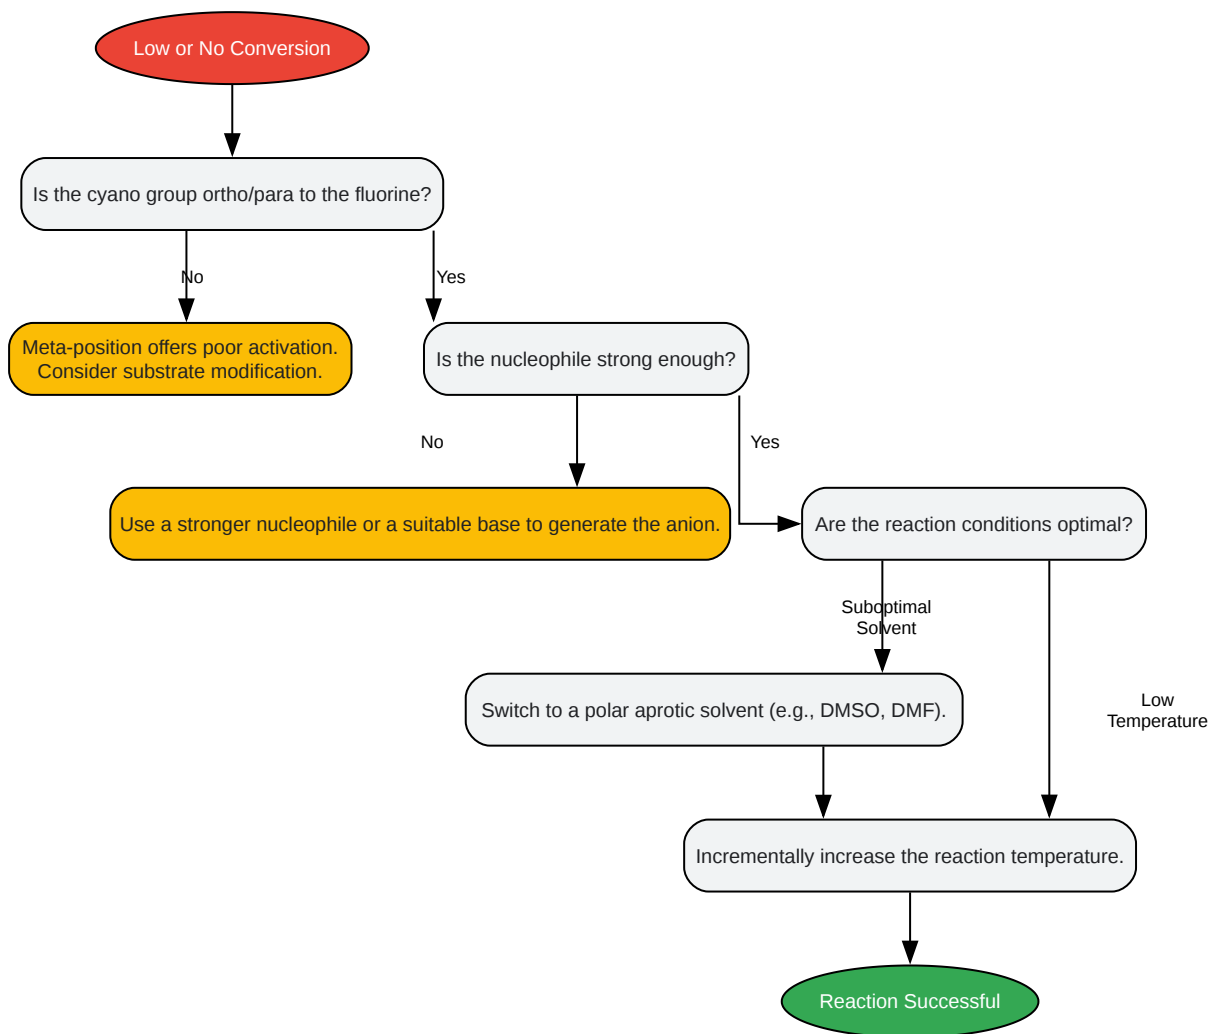 Low or No Conversion
Is the cyano group ortho/para to the fluorine?
No
Yes
Meta-position offers poor activation.
Consider substrate modification.
Is the nucleophile strong enough?
No
Yes
Use a stronger nucleophile or a suitable base to generate the anion.
Are the reaction conditions optimal?
Suboptimal
Solvent
Switch to a polar aprotic solvent (e.g., DMSO, DMF).
Low
Temperature
Incrementally increase the reaction temperature.
Reaction Successful